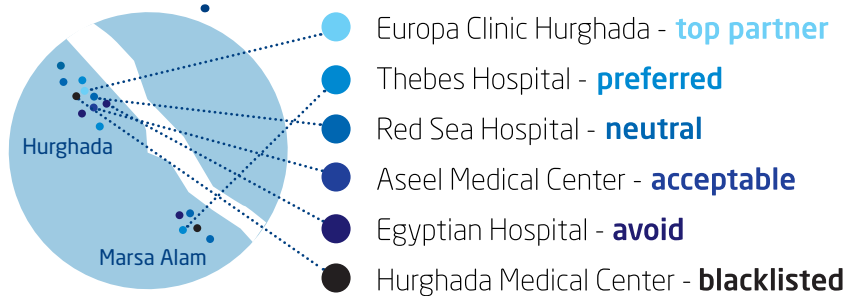 Europa Clinic Hurghada - top partner
Thebes Hospital - preferred
Red Sea Hospital - neutral
Aseel Medical Center - acceptable
Egyptian Hospital - avoid
Hurghada Medical Center - blacklisted
Hurghada
Marsa Alam